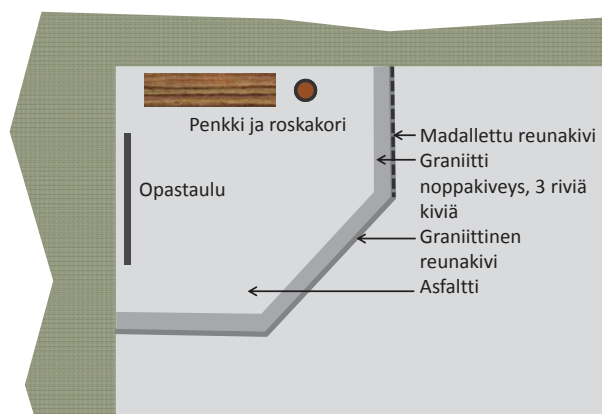 Penkki ja roskakori
Opastaulu
Madallettu reunakivi
Graniitti
noppakiveys, 3 riviä
kiviä
Graniittinen
reunakivi
Asfaltti